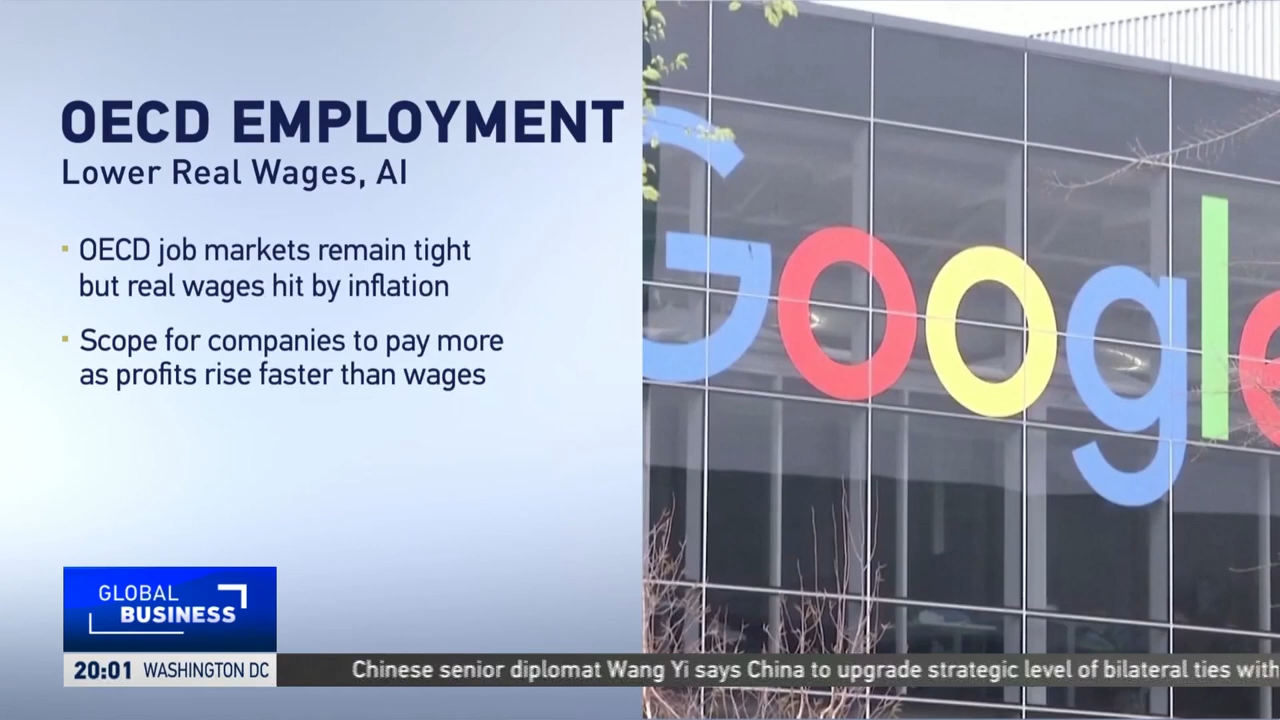 OECD EMPLOYMENT
Lower Real Wages, AI
OECD job markets remain tight
but real wages hit by inflation
Scope for companies to pay more
as profits rise faster than wages
Google
GLOBAL
BUSINESS
20:01 WASHINGTON DC
Chinese senior diplomat Wang Yi says China to upgrade strategic level of bilateral ties with